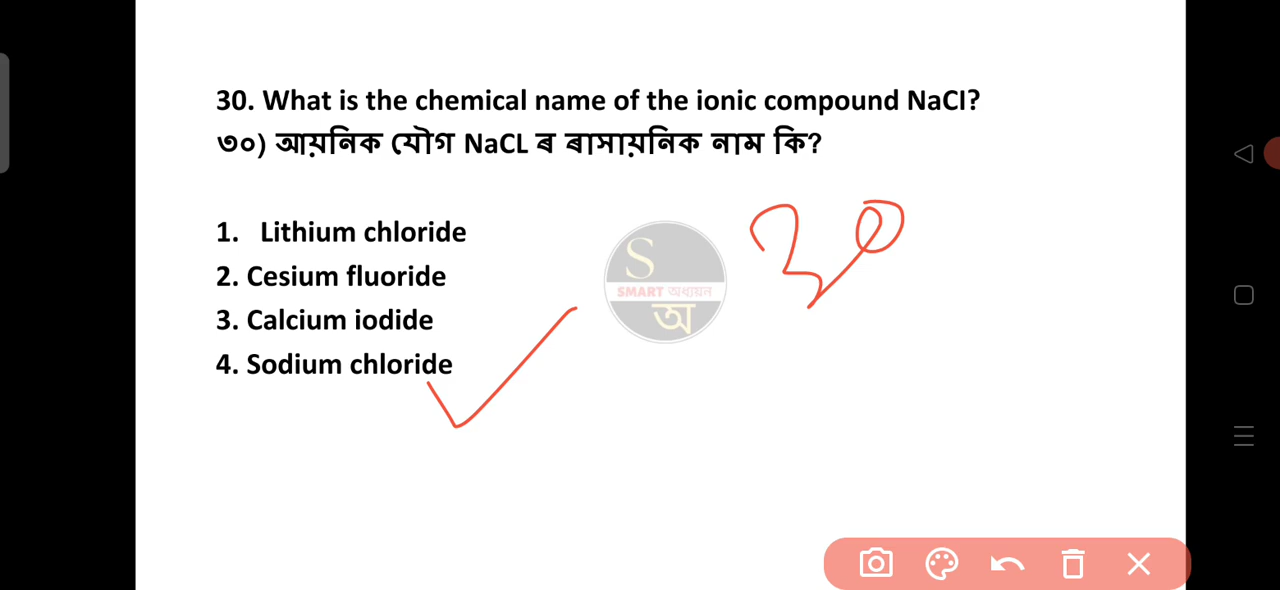 30. What is the chemical name of the ionic compound NaCl?
৩০) আয়নিক যৌগ NaCL ৰ ৰাসায়নিক নাম কি?
1. Lithium chloride
2. Cesium fluoride
3. Calcium iodide
4. Sodium chloride
S
SMART অধ্যয়ন
অ